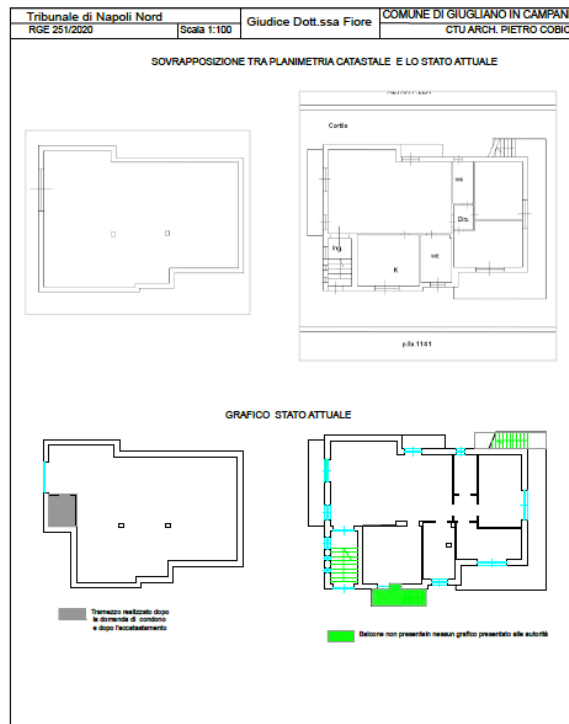 Tribunale di Napoli Nord
RGE 251/2020
Scala 1:100
Giudice Dott.ssa Fiore
COMUNE DI GIUGLIANO IN CAMPAN
CTU ARCH. PIETRO COBIC
SOVRAPPOSIZIONE TRA PLANIMETRIA CATASTALE E LO STATO ATTUALE
Cortile
wc
Dis.
Ing.
K
wc
p.lla 1141
GRAFICO STATO ATTUALE
Tramezzo realizzato dopo
la domanda di condono
e dopo l'accatastamento
Balcone non presentein nessun grafico presentato alle autorità